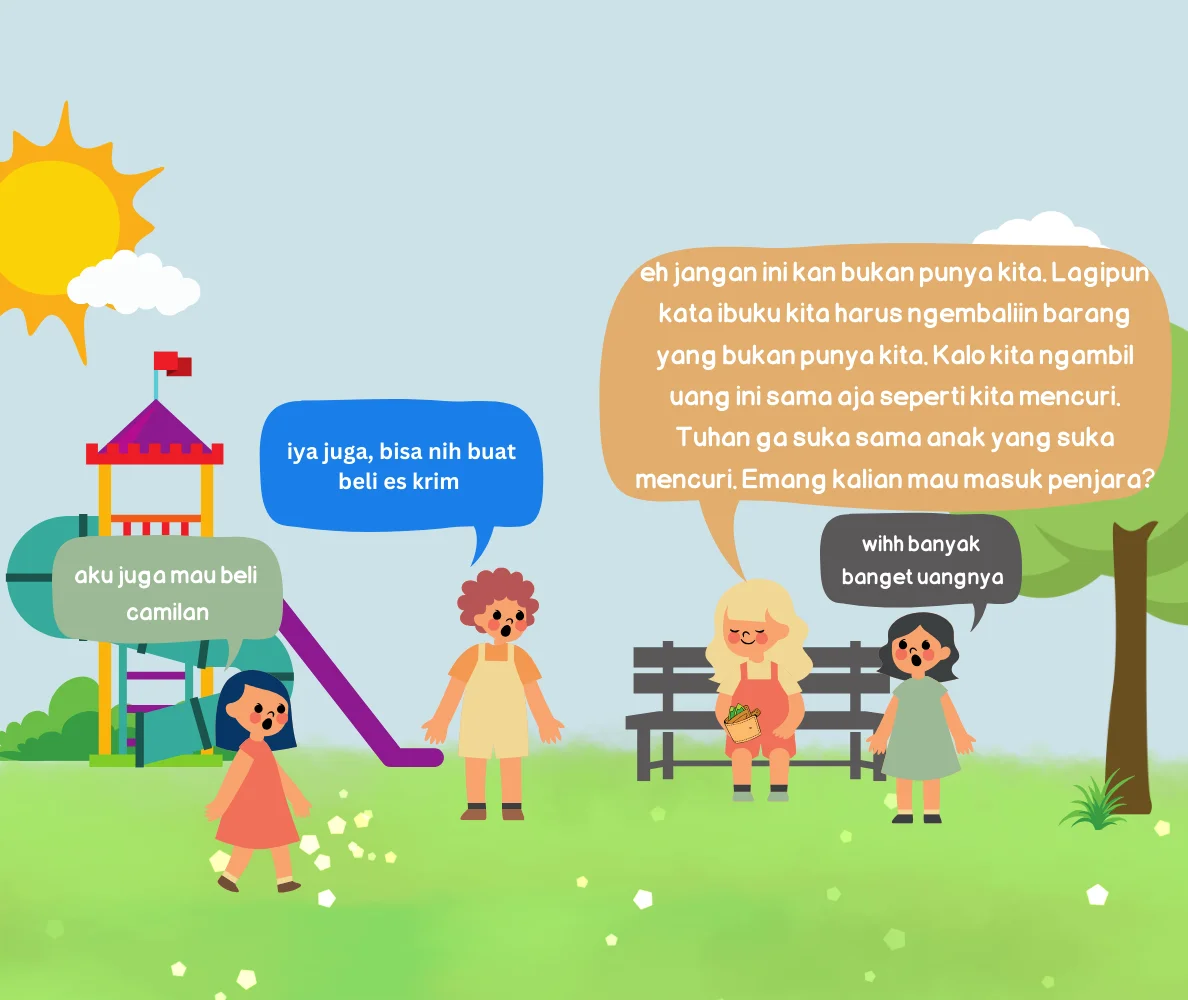 eh jangan ini kan bukan punya kita. Lagipun
kata ibuku kita harus ngembaliin barang
yang bukan punya kita. Kalo kita ngambil
uang ini sama aja seperti kita mencuri.
Tuhan ga suka sama anak yang suka
mencuri. Emang kalian mau masuk penjara?
iya juga, bisa nih buat
beli es krim
wihh banyak
banget uangnya
aku juga mau beli
camilan